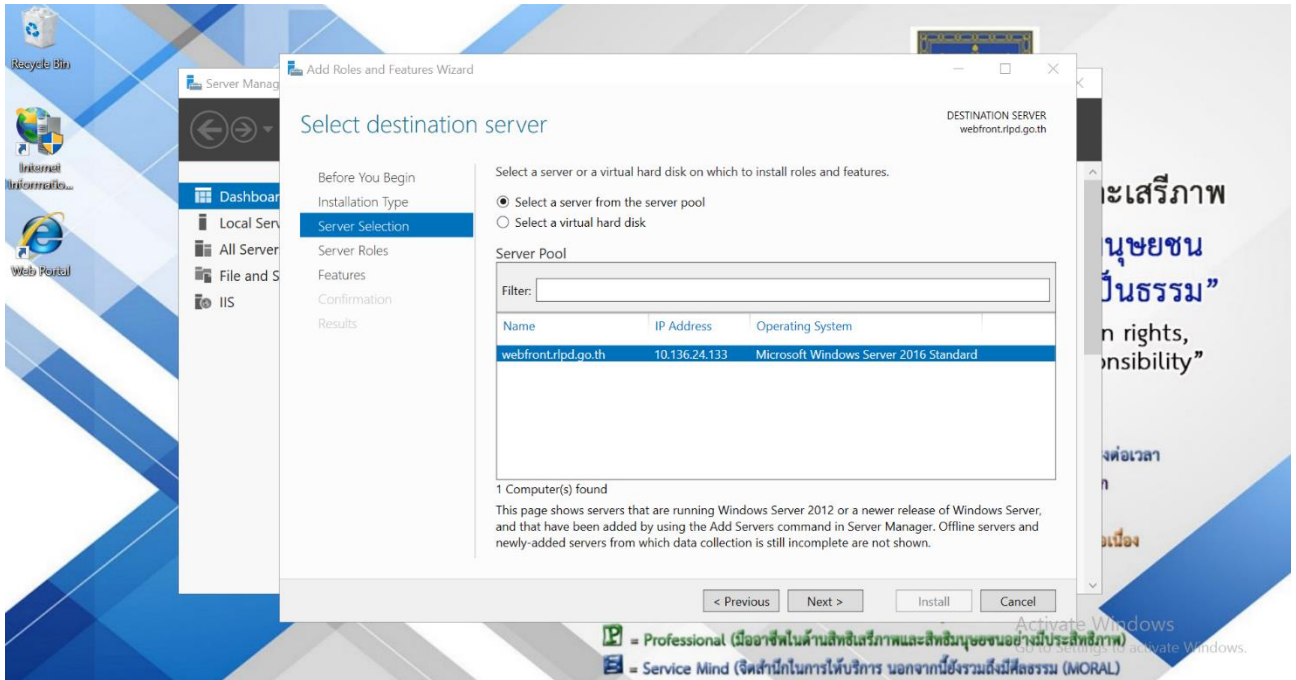 Recycle Bin
Internet
Informatio...
Web Portal
Server Manag
Dashboar
Local Serv
All Server
File and S
IIS
Add Roles and Features Wizard
Select destination server
DESTINATION SERVER
webfront.rlpd.go.th
Before You Begin
Installation Type
Server Selection
Server Roles
Features
Confirmation
Results
Select a server or a virtual hard disk on which to install roles and features.
Select a server from the server pool
Select a virtual hard disk
Server Pool
Filter:
Name IP Address Operating System
webfront.rlpd.go.th 10.136.24.133 Microsoft Windows Server 2016 Standard
1 Computer(s) found
This page shows servers that are running Windows Server 2012 or a newer release of Windows Server,
and that have been added by using the Add Servers command in Server Manager. Offline servers and
newly-added servers from which data collection is still incomplete are not shown.
< Previous Next > Install Cancel
ะเสรีภาพ
นุษยชน
ป็นธรรม”
n rights,
onsibility”
งต่อเวลา
Activate Windows
Go to Settings to activate Windows.
P = Professional (มืออาชีพในด้านสิทธิเสรีภาพและสิทธิมนุษยชนอย่างมีประสิทธิภาพ)
S = Service Mind (จิตสำนึกในการให้บริการ นอกจากนี้ยังรวมถึงมีศีลธรรม (MORAL)